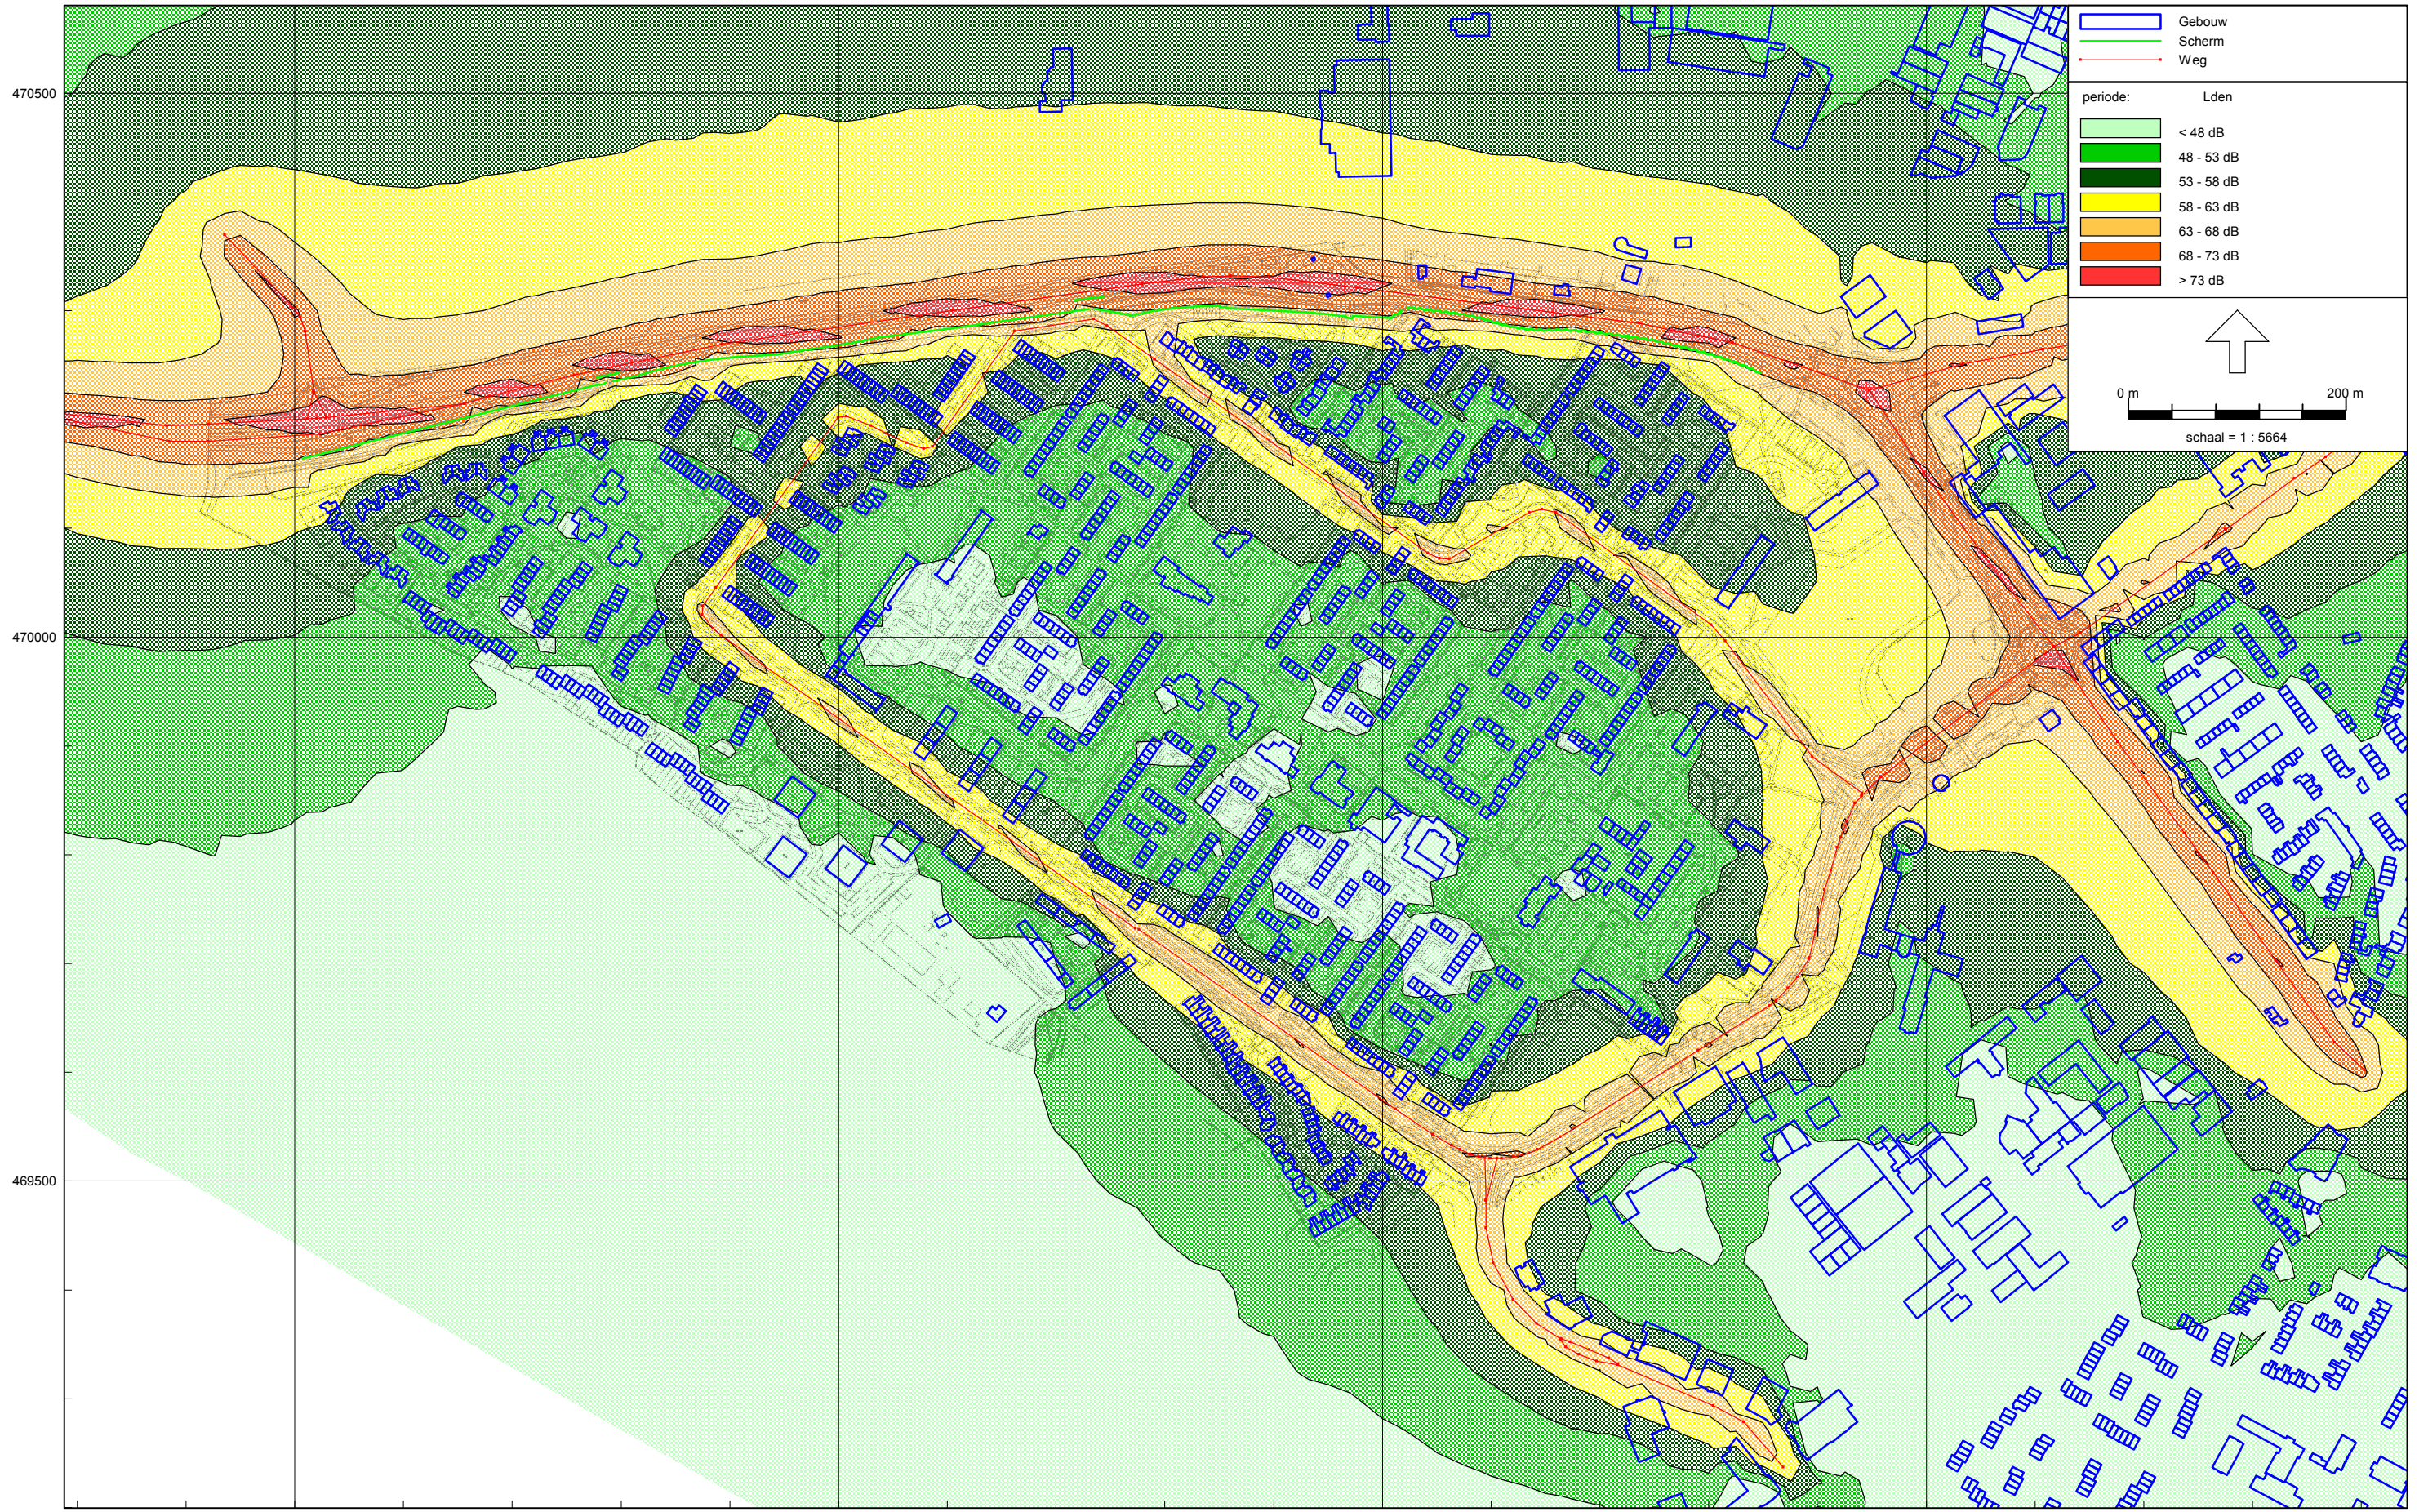 Gebouw
Scherm
Weg
periode: Lden
< 48 dB
48 - 53 dB
53 - 58 dB
58 - 63 dB
63 - 68 dB
68 - 73 dB
> 73 dB
0 m 200 m
schaal = 1 : 5664
470500
470000
469500